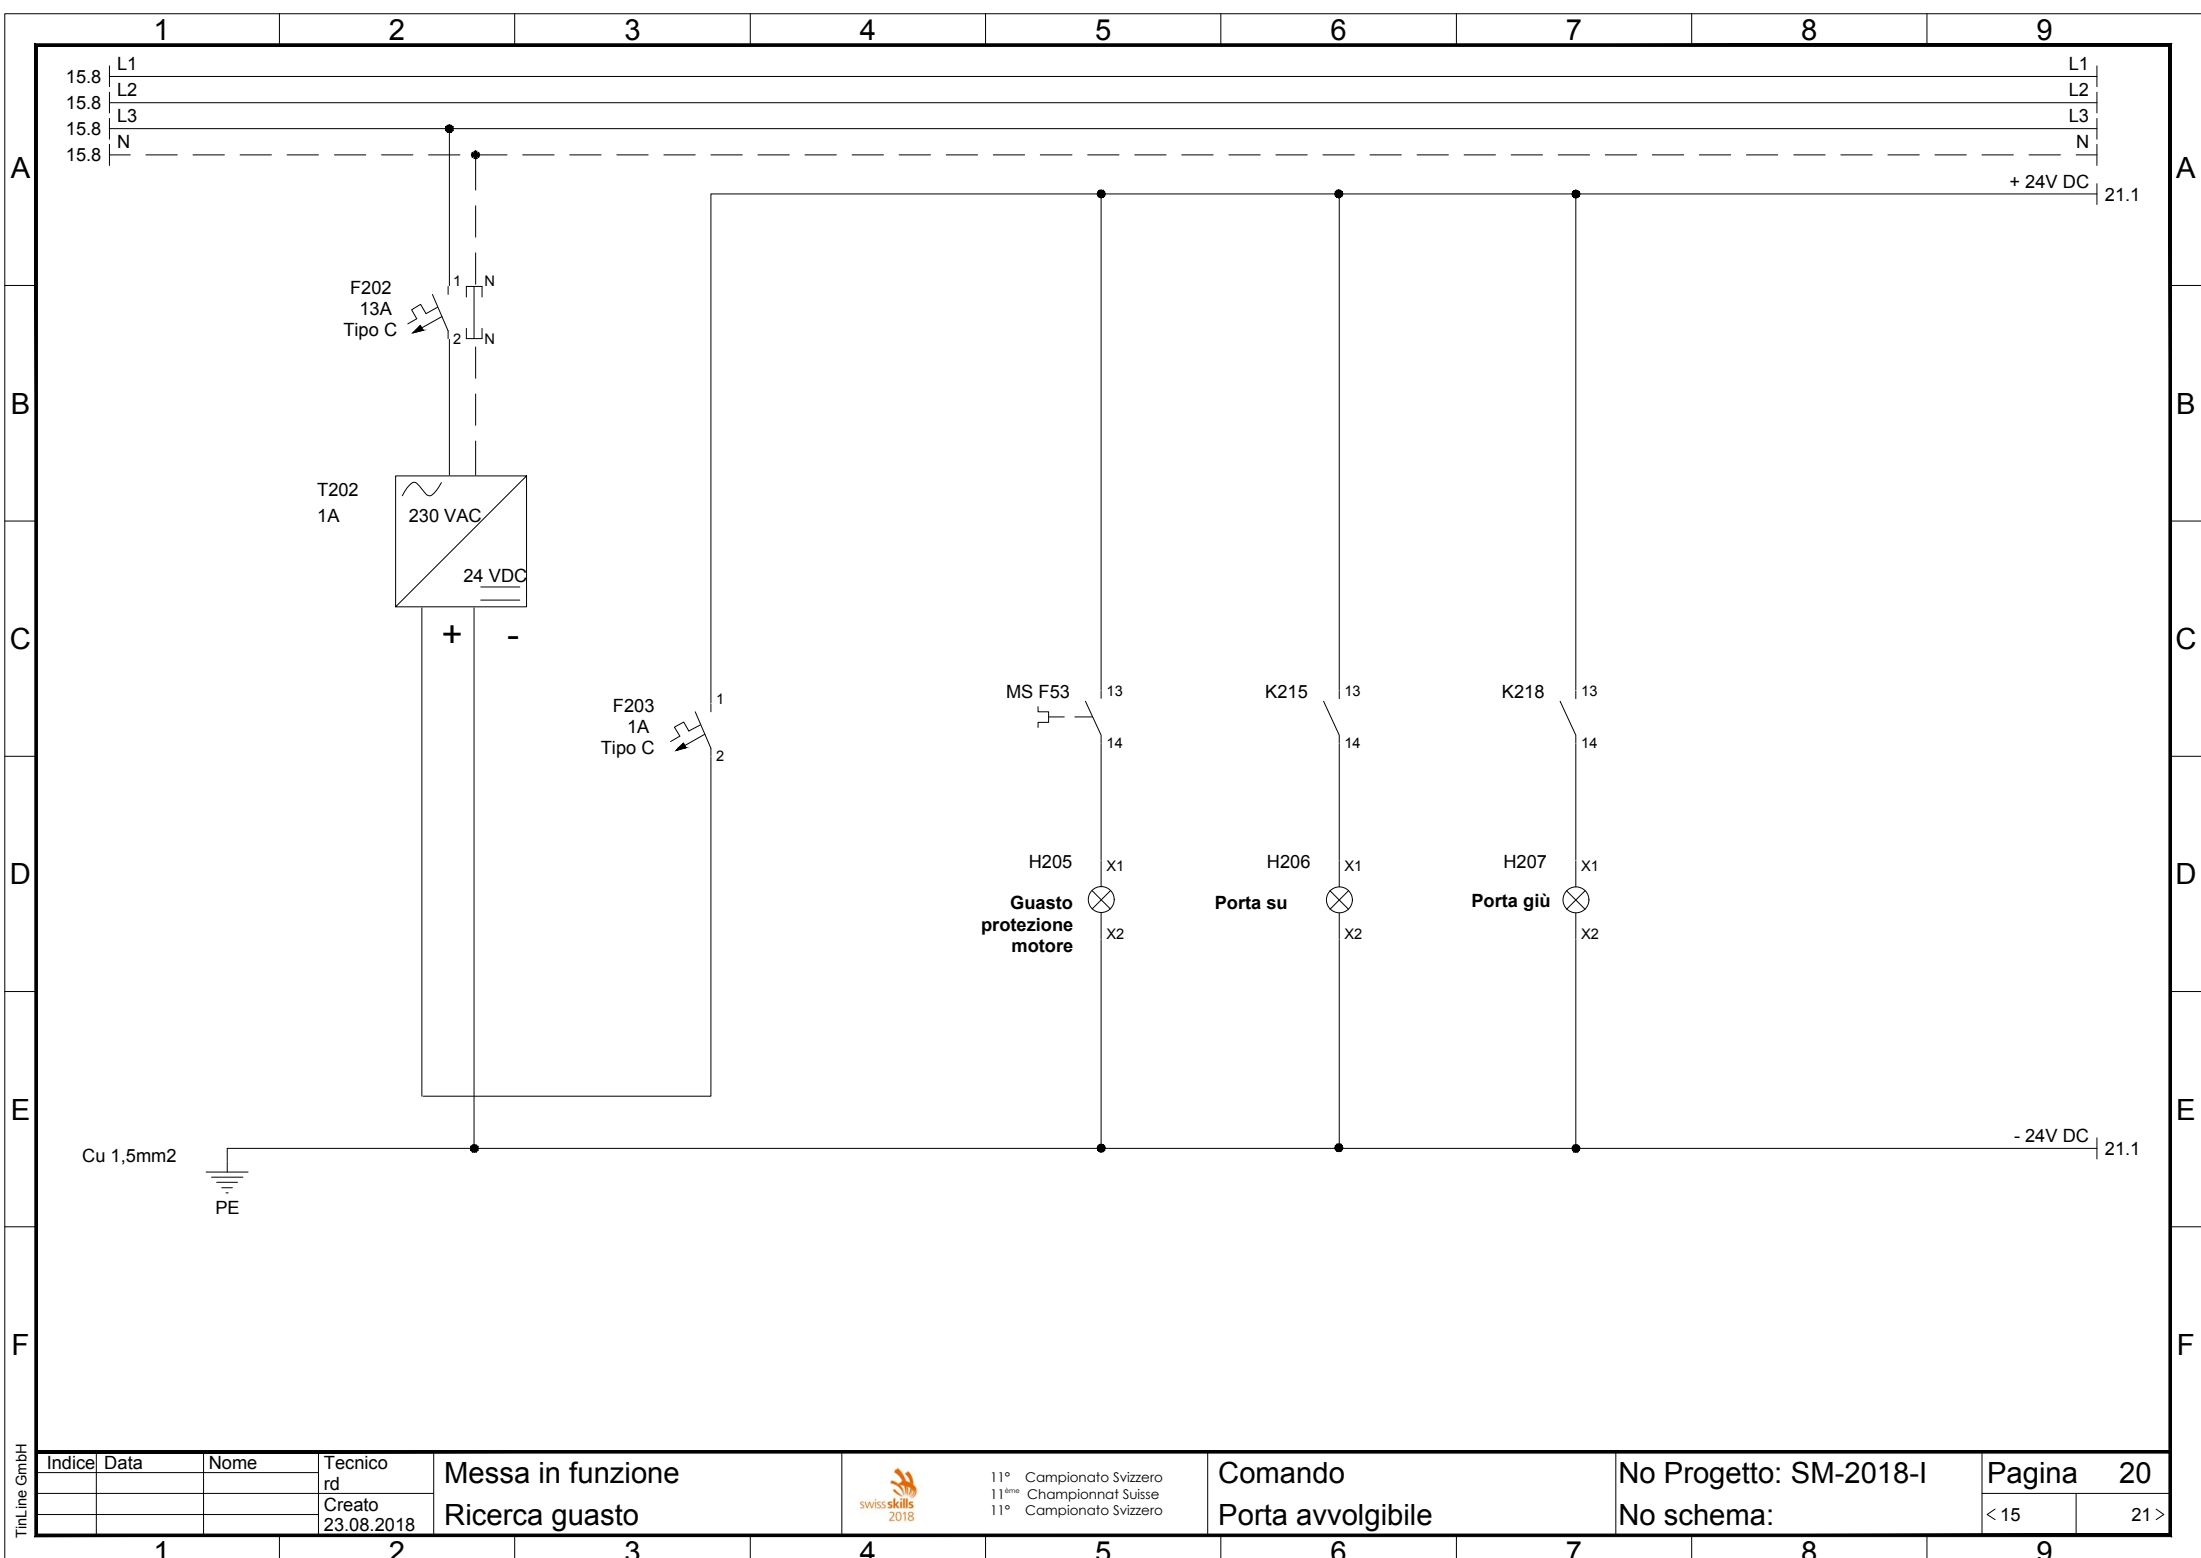 1 2 3 4 5 6 7 8 9
15.8 L1 L1
15.8 L2 L2
15.8 L3 L3
15.8 N N
A A
+ 24V DC 21.1
F202
13A
Tipo C
1 N
2 N
B B
T202
1A
230 VAC
24 VDC
+ -
C C
F203
1A
Tipo C
1
2
MS F53 13
14
K215 13
14
K218 13
14
D D
H205 X1
Guasto
protezione
motore
X2
H206 X1
Porta su
X2
H207 X1
Porta giù
X2
E E
- 24V DC 21.1
Cu 1,5mm2
PE
F F
TinLine GmbH
Indice Data Nome
Tecnico
rd
Creato
23.08.2018
Messa in funzione
Ricerca guasto
swissskills
2018
11° Campionato Svizzero
11ème Championnat Suisse
11° Campionato Svizzero
Comando
Porta avvolgibile
No Progetto: SM-2018-I
No schema:
Pagina 20
< 15 21 >
1 2 3 4 5 6 7 8 9